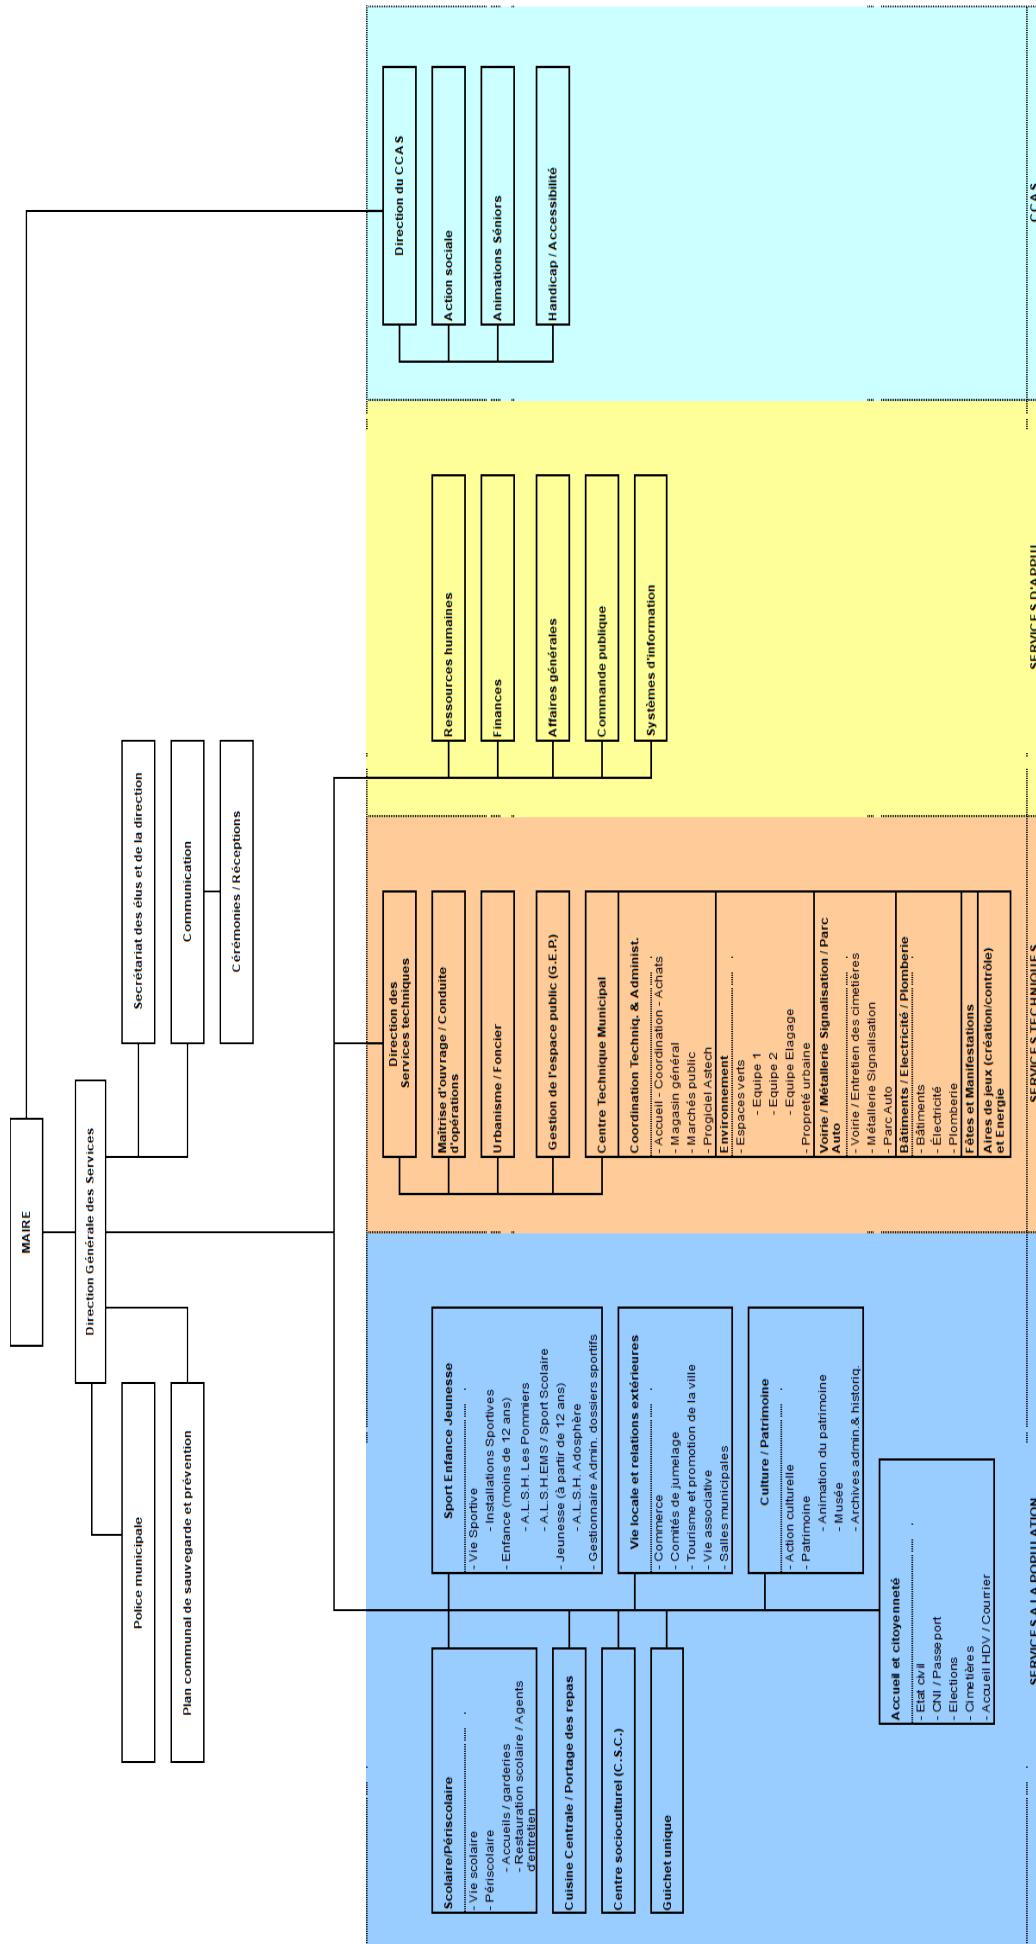 MAIRE
Direction Générale des Services
Police municipale
Plan communal de sauvegarde et prévention
Secrétariat des élus et de la direction
Communication
Cérémonies / Réceptions
Scolaire/Périscolaire
- Vie scolaire
- Périscolaire
- Accueils / garderies
- Restauration scolaire / Agents
d'entretien
Cuisine Centrale / Portage des repas
Centre socioculturel (C.S.C.)
Guichet unique
Sport Enfance Jeunesse
- Vie Sportive
- Installations Sportives
- Enfance (moins de 12 ans)
- A.L.S.H. Les Pommiers
- A.L.S.H.EMS / Sport Scolaire
- Jeunesse (à partir de 12 ans)
- A.L.S.H. Adosphère
- Gestionnaire Admin. dossiers sportifs
Vie locale et relations extérieures
- Commerce
- Comités de jumelage
- Tourisme et promotion de la ville
- Vie associative
- Salles municipales
Culture / Patrimoine
- Action culturelle
- Patrimoine
- Animation du patrimoine
- Musée
- Archives admin.& historiq.
Accueil et citoyenneté
- Etat civil
- CNI / Passeport
- Elections
- Cimetières
- Accueil HDV / Courrier
SERVICES A LA POPULATION
Direction des
Services techniques
Maîtrise d'ouvrage / Conduite
d'opérations
Urbanisme / Foncier
Gestion de l'espace public (G.E.P.)
Centre Technique Municipal
Coordination Techniq. & Administ.
- Accueil - Coordination - Achats
- Magasin général
- Marchés public
- Progiciel Astech
Environnement
- Espaces verts
- Equipe 1
- Equipe 2
- Equipe Elagage
- Propreté urbaine
Voirie / Métallerie Signalisation / Parc
Auto
- Voirie / Entretien des cimetières
- Métallerie Signalisation
- Parc Auto
Bâtiments / Electricité / Plomberie
- Bâtiments
- Électricité
- Plomberie
Fêtes et Manifestations
Aires de jeux (création/contrôle)
et Energie
SERVICES TECHNIQUES
Ressources humaines
Finances
Affaires générales
Commande publique
Systèmes d'information
SERVICES D'APPUI
Direction du CCAS
Action sociale
Animations Séniors
Handicap / Accessibilité
CCAS